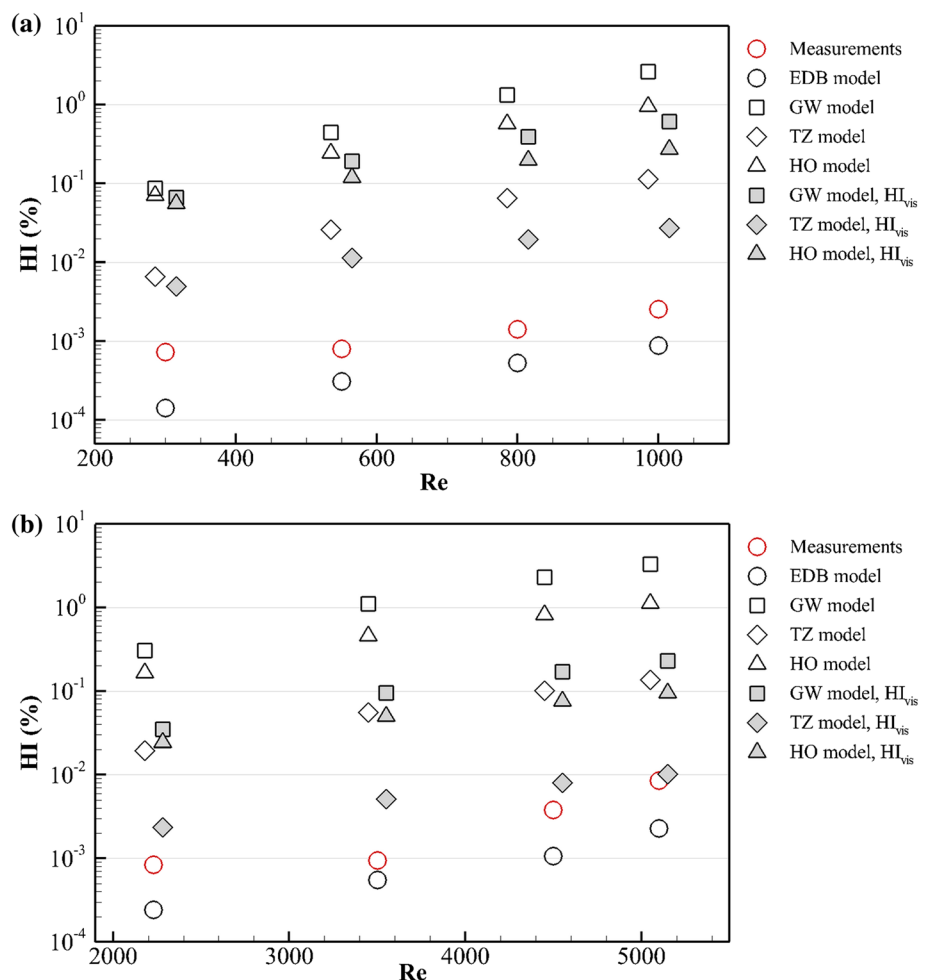 (a)
HI (%)
10^1
10^0
10^-1
10^-2
10^-3
10^-4
200 400 600 800 1000
Re
Measurements
EDB model
GW model
TZ model
HO model
GW model, HI_vis
TZ model, HI_vis
HO model, HI_vis
(b)
HI (%)
10^1
10^0
10^-1
10^-2
10^-3
10^-4
2000 3000 4000 5000
Re
Measurements
EDB model
GW model
TZ model
HO model
GW model, HI_vis
TZ model, HI_vis
HO model, HI_vis